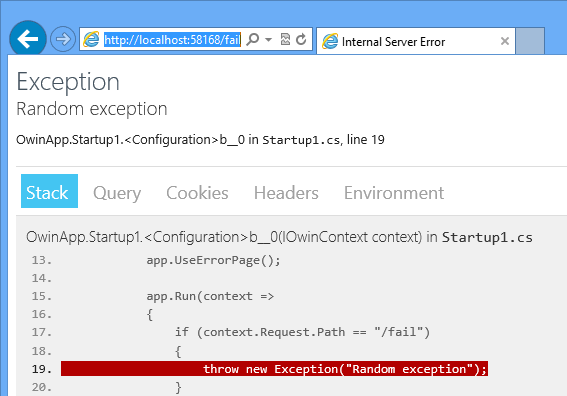 http://localhost:58168/fail
Internal Server Error
Exception
Random exception
OwinApp.Startup1.<Configuration>b__0 in Startup1.cs, line 19
Stack Query Cookies Headers Environment
OwinApp.Startup1.<Configuration>b__0(IOwinContext context) in Startup1.cs
13. app.UseErrorPage();
14.
15. app.Run(context =>
16. {
17. if (context.Request.Path == "/fail")
18. {
19. throw new Exception("Random exception");
20. }